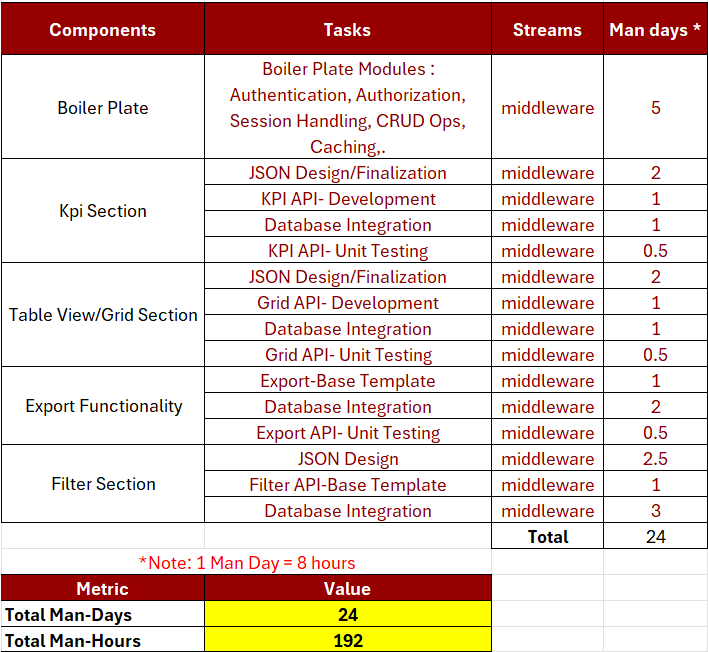 Components Tasks Streams Man days *
Boiler Plate
Boiler Plate Modules :
Authentication, Authorization,
Session Handling, CRUD Ops,
Caching,.
middleware 5
Kpi Section
JSON Design/Finalization middleware 2
KPI API- Development middleware 1
Database Integration middleware 1
KPI API- Unit Testing middleware 0.5
Table View/Grid Section
JSON Design/Finalization middleware 2
Grid API- Development middleware 1
Database Integration middleware 1
Grid API- Unit Testing middleware 0.5
Export Functionality
Export-Base Template middleware 1
Database Integration middleware 2
Export API- Unit Testing middleware 0.5
Filter Section
JSON Design middleware 2.5
Filter API-Base Template middleware 1
Database Integration middleware 3
Total 24
*Note: 1 Man Day = 8 hours
Metric Value
Total Man-Days 24
Total Man-Hours 192